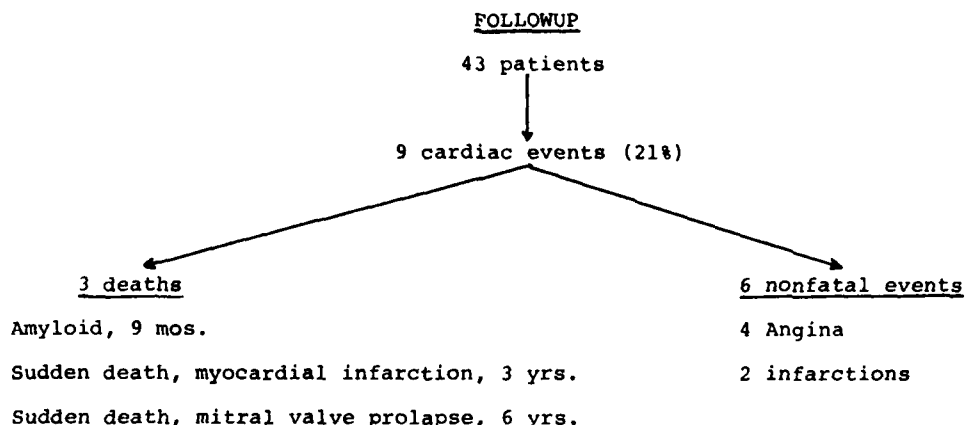 FOLLOWUP
43 patients
9 cardiac events (21%)
3 deaths
Amyloid, 9 mos.
Sudden death, myocardial infarction, 3 yrs.
Sudden death, mitral valve prolapse, 6 yrs.
6 nonfatal events
4 Angina
2 infarctions